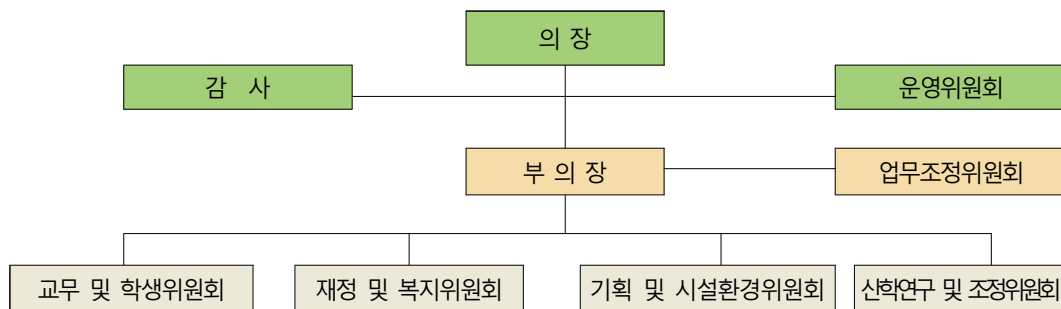 의 장
감 사
운영위원회
부 의 장
업무조정위원회
교무 및 학생위원회
재정 및 복지위원회
기획 및 시설환경위원회
산학연구 및 조정위원회